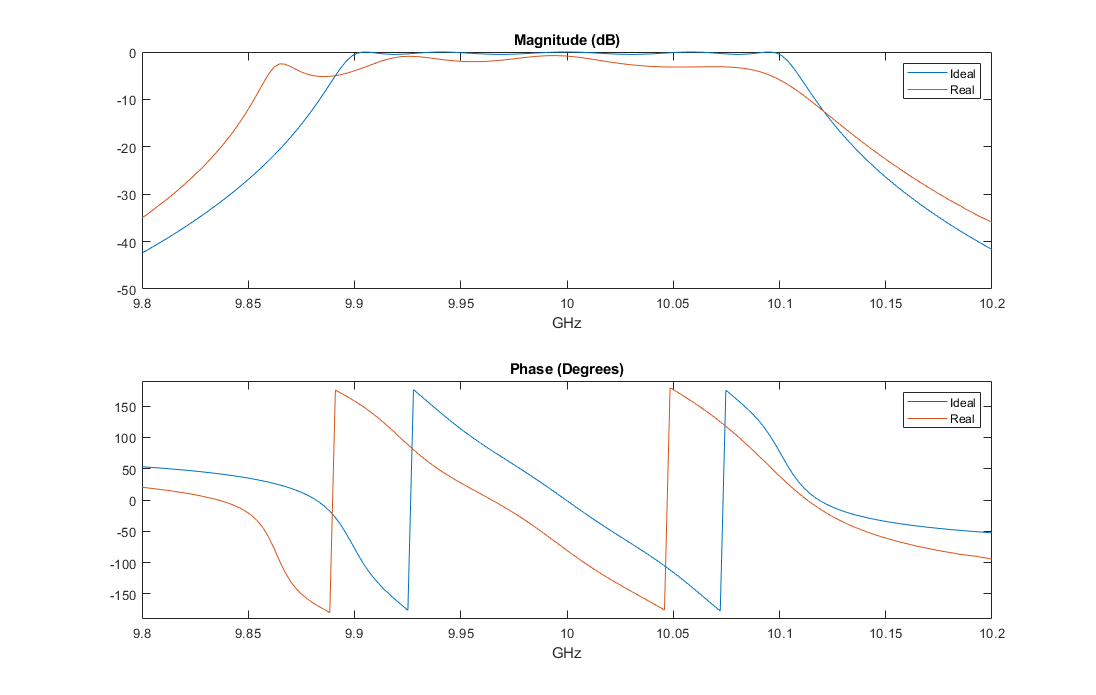 Magnitude (dB)
0
-10
-20
-30
-40
-50
Ideal
Real
9.8 9.85 9.9 9.95 10 10.05 10.1 10.15 10.2
GHz
Phase (Degrees)
150
100
50
0
-50
-100
-150
Ideal
Real
9.8 9.85 9.9 9.95 10 10.05 10.1 10.15 10.2
GHz